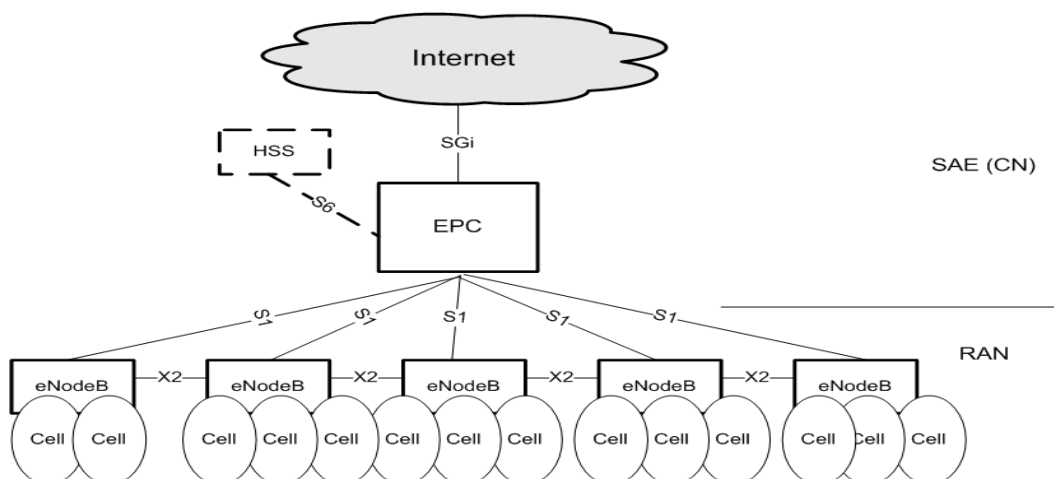 Internet
SGi
HSS
SAE (CN)
S6
EPC
S1 S1 S1 S1 S1
RAN
eNodeB X2 eNodeB X2 eNodeB X2 eNodeB X2 eNodeB
Cell Cell Cell Cell Cell Cell Cell Cell Cell Cell Cell Cell Cell Cell